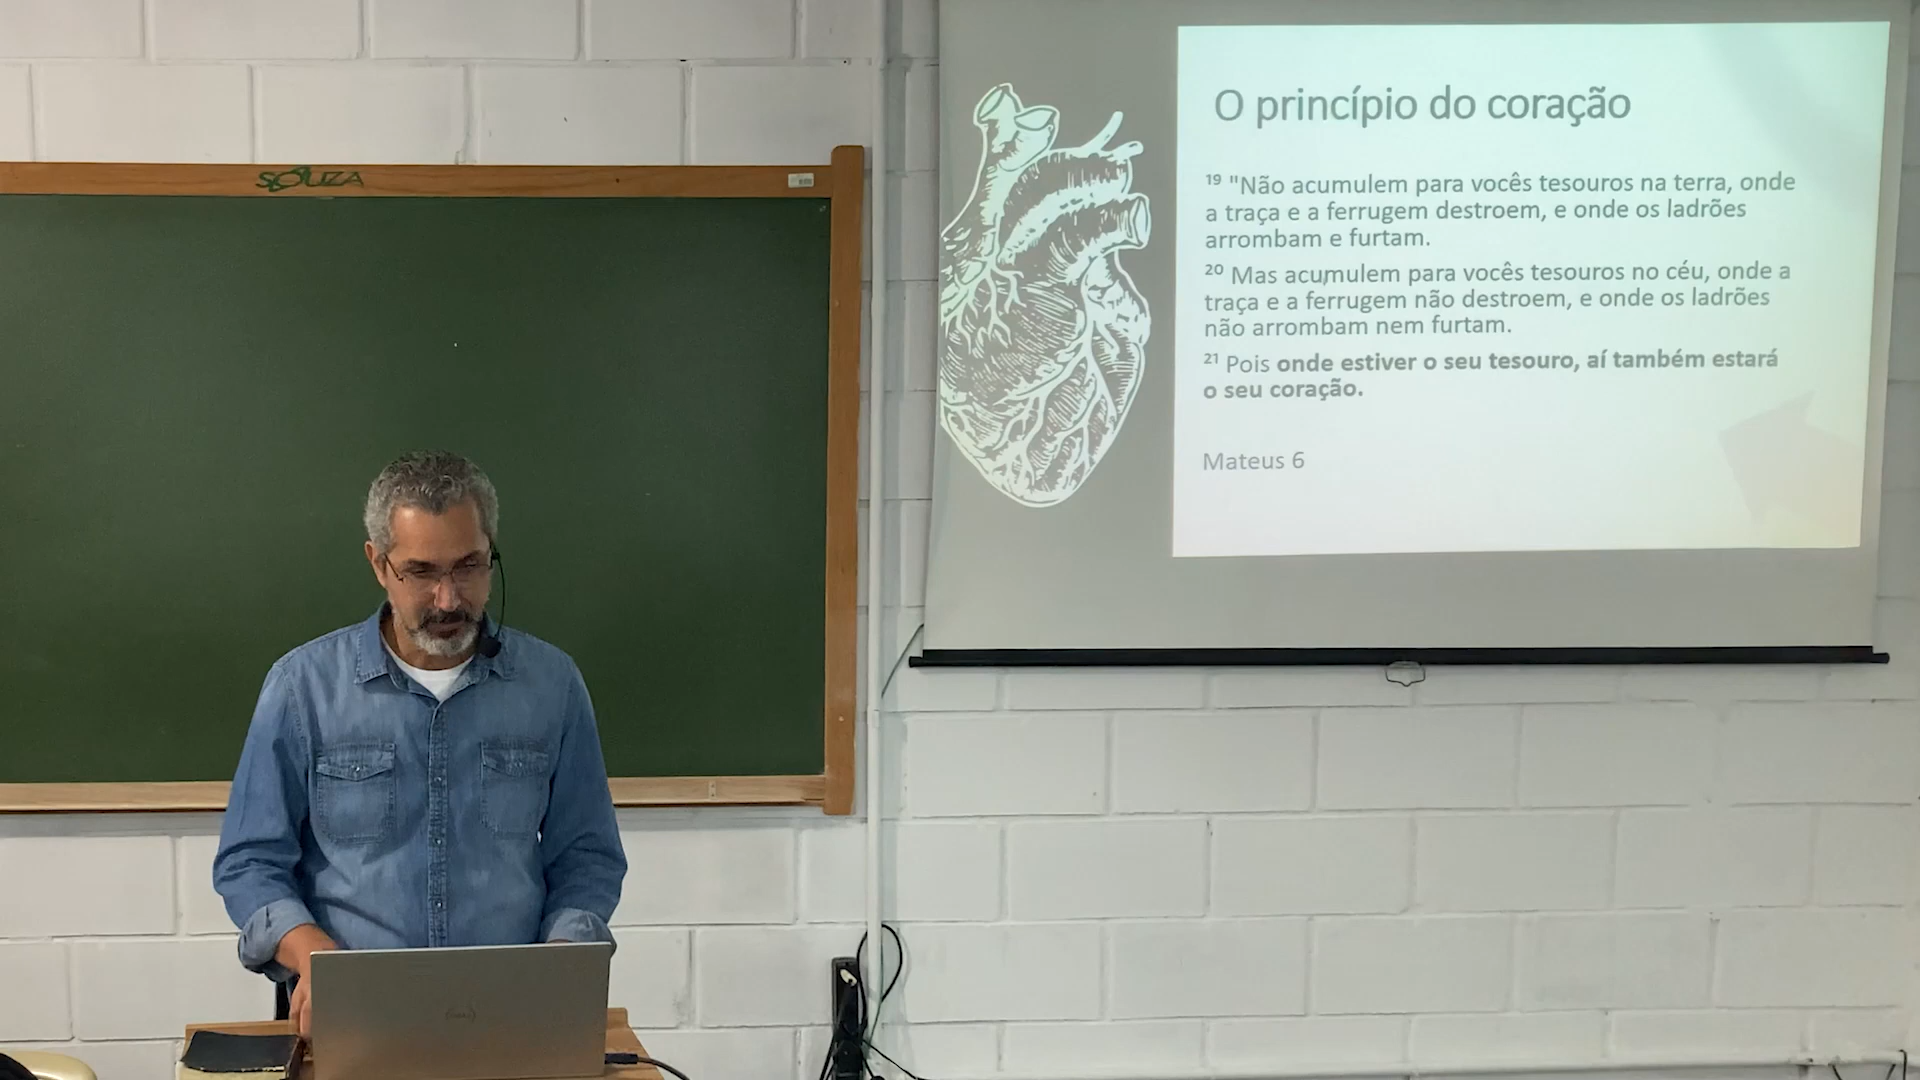 SOUZA
O princípio do coração
19 "Não acumulem para vocês tesouros na terra, onde
a traça e a ferrugem destroem, e onde os ladrões
arrombam e furtam.
20 Mas acumulem para vocês tesouros no céu, onde a
traça e a ferrugem não destroem, e onde os ladrões
não arrombam nem furtam.
21 Pois onde estiver o seu tesouro, aí também estará
o seu coração.
Mateus 6